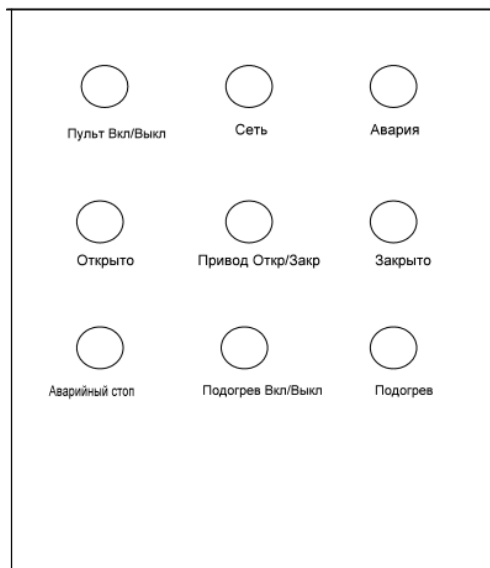 Пульт Вкл/Выкл
Сеть
Авария
Открыто
Привод Откр/Закр
Закрыто
Аварийный стоп
Подогрев Вкл/Выкл
Подогрев